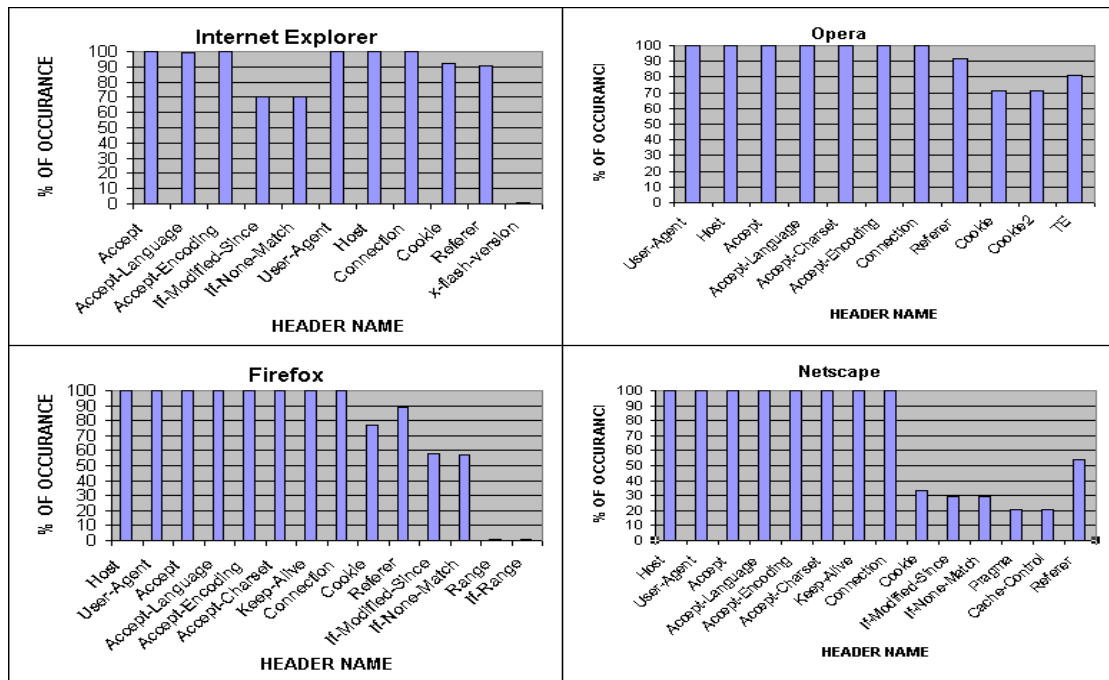 Internet Explorer
% OF OCCURANCE
100
90
80
70
60
50
40
30
20
10
0
Accept
Accept-Language
Accept-Encoding
If-Modified-Since
If-None-Match
User-Agent
Host
Connection
Cookie
Referer
x-flash-version
HEADER NAME
Opera
% OF OCCURANCI
100
90
80
70
60
50
40
30
20
10
0
User-Agent
Host
Accept
Accept-Language
Accept-Charset
Accept-Encoding
Connection
Referer
Cookie
Cookie2
TE
HEADER NAME
Firefox
% OF OCCURANCE
100
90
80
70
60
50
40
30
20
10
0
Host
User-Agent
Accept
Accept-Language
Accept-Encoding
Accept-Charset
Keep-Alive
Connection
Cookie
Referer
If-Modified-Since
If-None-Match
Range
If-Range
HEADER NAME
Netscape
% OF OCCURANCI
100
90
80
70
60
50
40
30
20
10
0
Host
User-Agent
Accept
Accept-Language
Accept-Encoding
Accept-Charset
Keep-Alive
Connection
Cookie
If-Modified-Since
If-None-Match
Pragma
Cache-Control
Referer
HEADER NAME